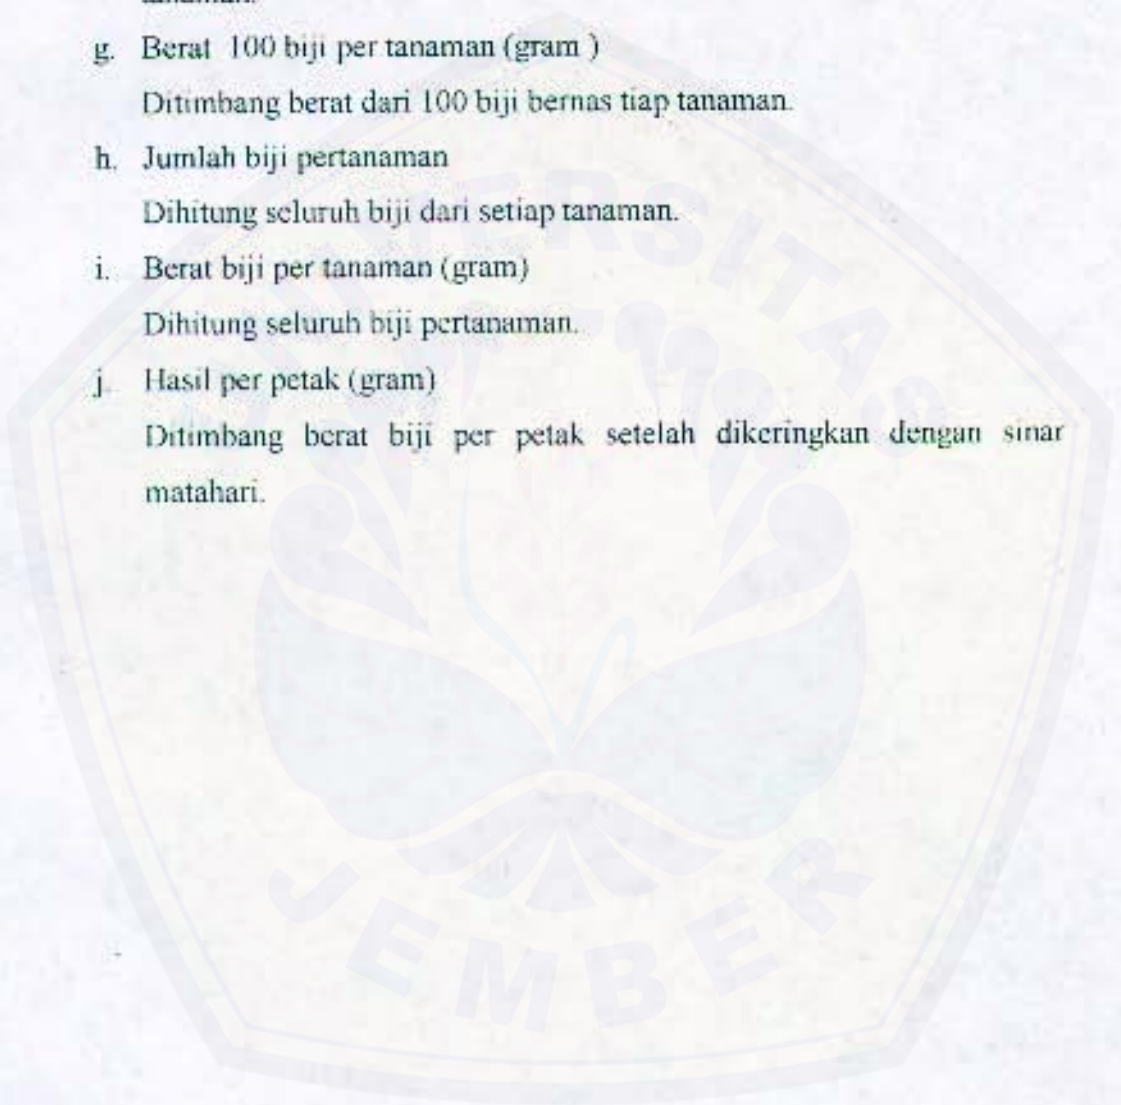 g. Berat 100 biji per tanaman (gram )
Ditimbang berat dari 100 biji bernas tiap tanaman.
h. Jumlah biji pertanaman
Dihitung seluruh biji dari setiap tanaman.
i. Berat biji per tanaman (gram)
Dihitung seluruh biji pertanaman.
j. Hasil per petak (gram)
Ditimbang berat biji per petak setelah dikeringkan dengan sinar
matahari.
UNIVERSITAS
JEMBER